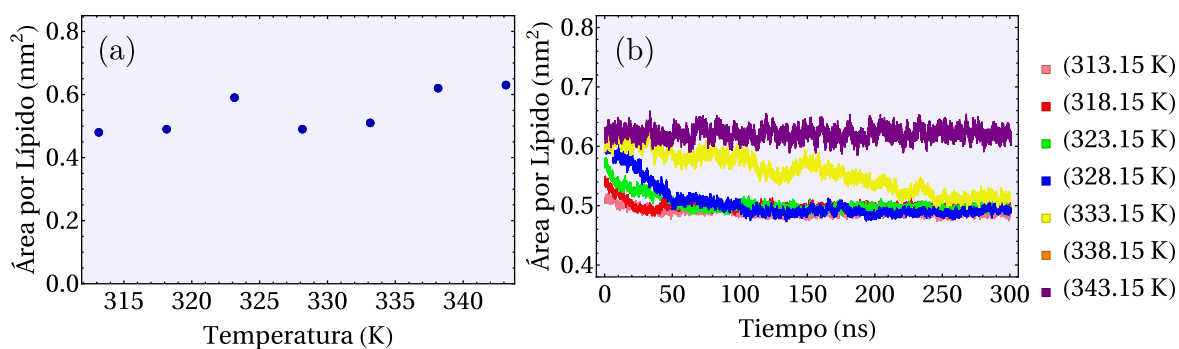 (a)
Área por Lípido (nm²)
0.8
0.6
0.4
0.2
0.0
315 320 325 330 335 340
Temperatura (K)
(b)
Área por Lípido (nm²)
0.8
0.7
0.6
0.5
0.4
0 50 100 150 200 250 300
Tiempo (ns)
(313.15 K)
(318.15 K)
(323.15 K)
(328.15 K)
(333.15 K)
(338.15 K)
(343.15 K)